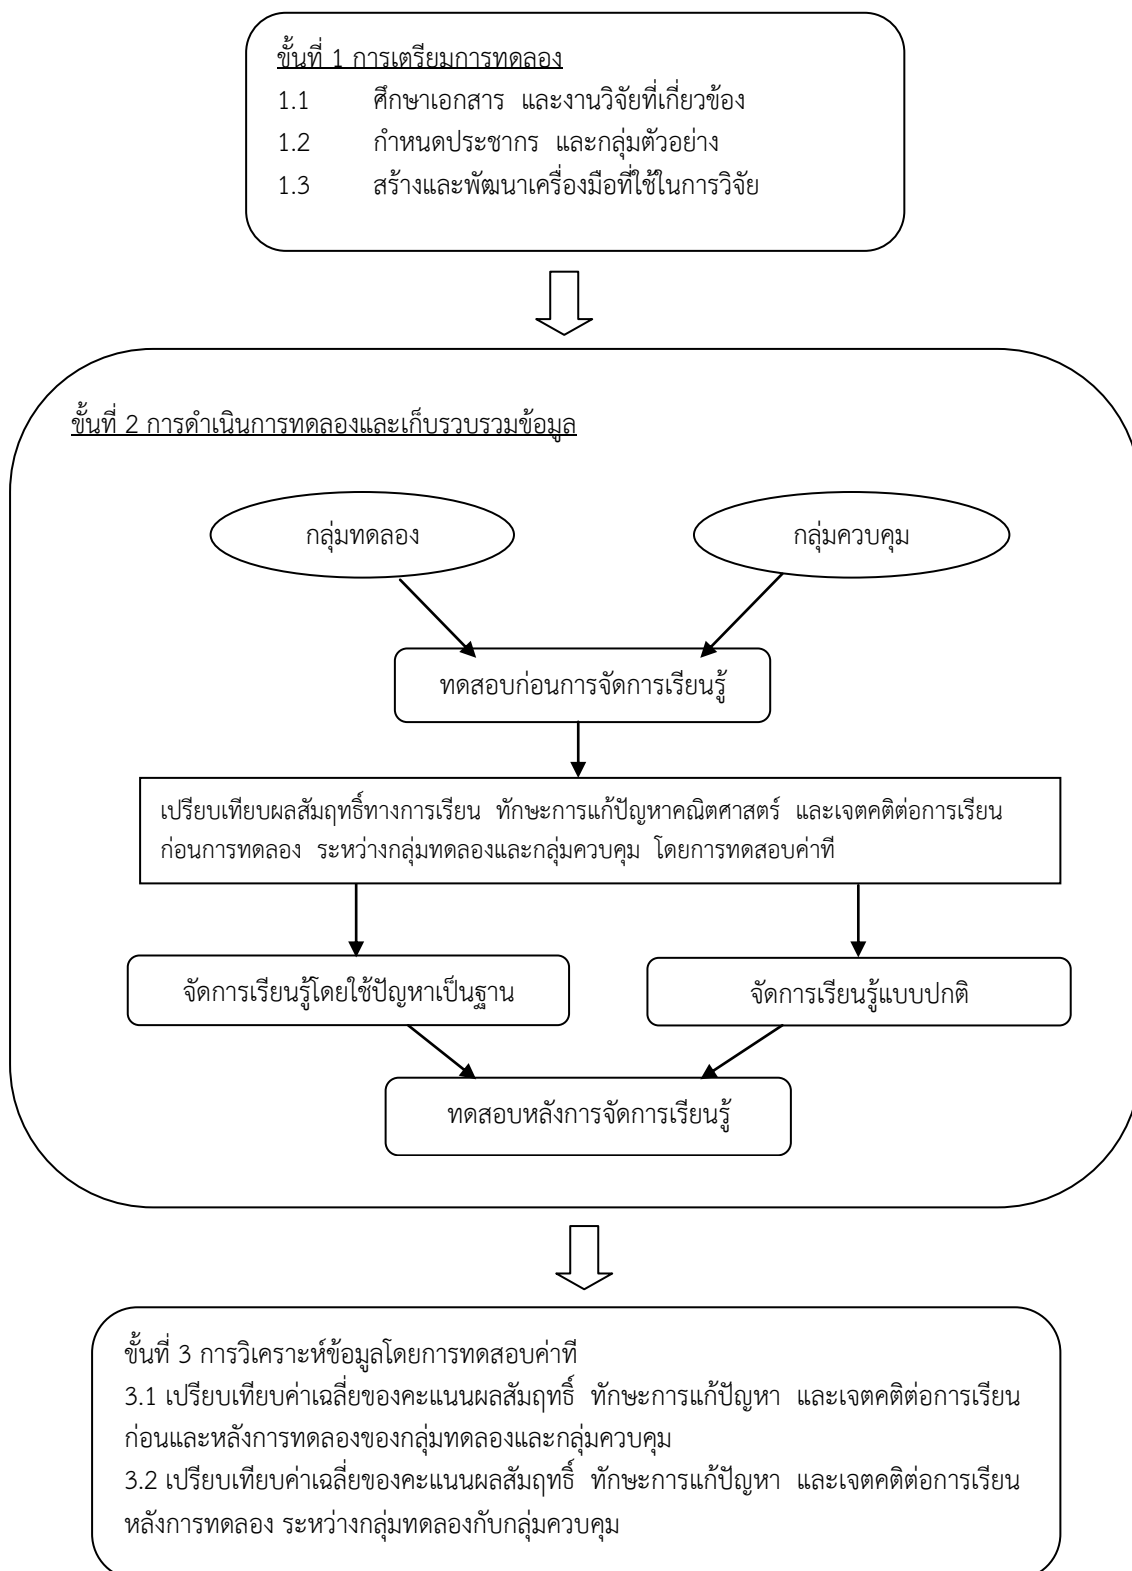 ขั้นที่ 1 การเตรียมการทดลอง
1.1 ศึกษาเอกสาร และงานวิจัยที่เกี่ยวข้อง
1.2 กำหนดประชากร และกลุ่มตัวอย่าง
1.3 สร้างและพัฒนาเครื่องมือที่ใช้ในการวิจัย
ขั้นที่ 2 การดำเนินการทดลองและเก็บรวบรวมข้อมูล
กลุ่มทดลอง
กลุ่มควบคุม
ทดสอบก่อนการจัดการเรียนรู้
เปรียบเทียบผลสัมฤทธิ์ทางการเรียน ทักษะการแก้ปัญหาคณิตศาสตร์ และเจตคติต่อการเรียน
ก่อนการทดลอง ระหว่างกลุ่มทดลองและกลุ่มควบคุม โดยการทดสอบค่าที
จัดการเรียนรู้โดยใช้ปัญหาเป็นฐาน
จัดการเรียนรู้แบบปกติ
ทดสอบหลังการจัดการเรียนรู้
ขั้นที่ 3 การวิเคราะห์ข้อมูลโดยการทดสอบค่าที
3.1 เปรียบเทียบค่าเฉลี่ยของคะแนนผลสัมฤทธิ์ ทักษะการแก้ปัญหา และเจตคติต่อการเรียน
ก่อนและหลังการทดลองของกลุ่มทดลองและกลุ่มควบคุม
3.2 เปรียบเทียบค่าเฉลี่ยของคะแนนผลสัมฤทธิ์ ทักษะการแก้ปัญหา และเจตคติต่อการเรียน
หลังการทดลอง ระหว่างกลุ่มทดลองกับกลุ่มควบคุม